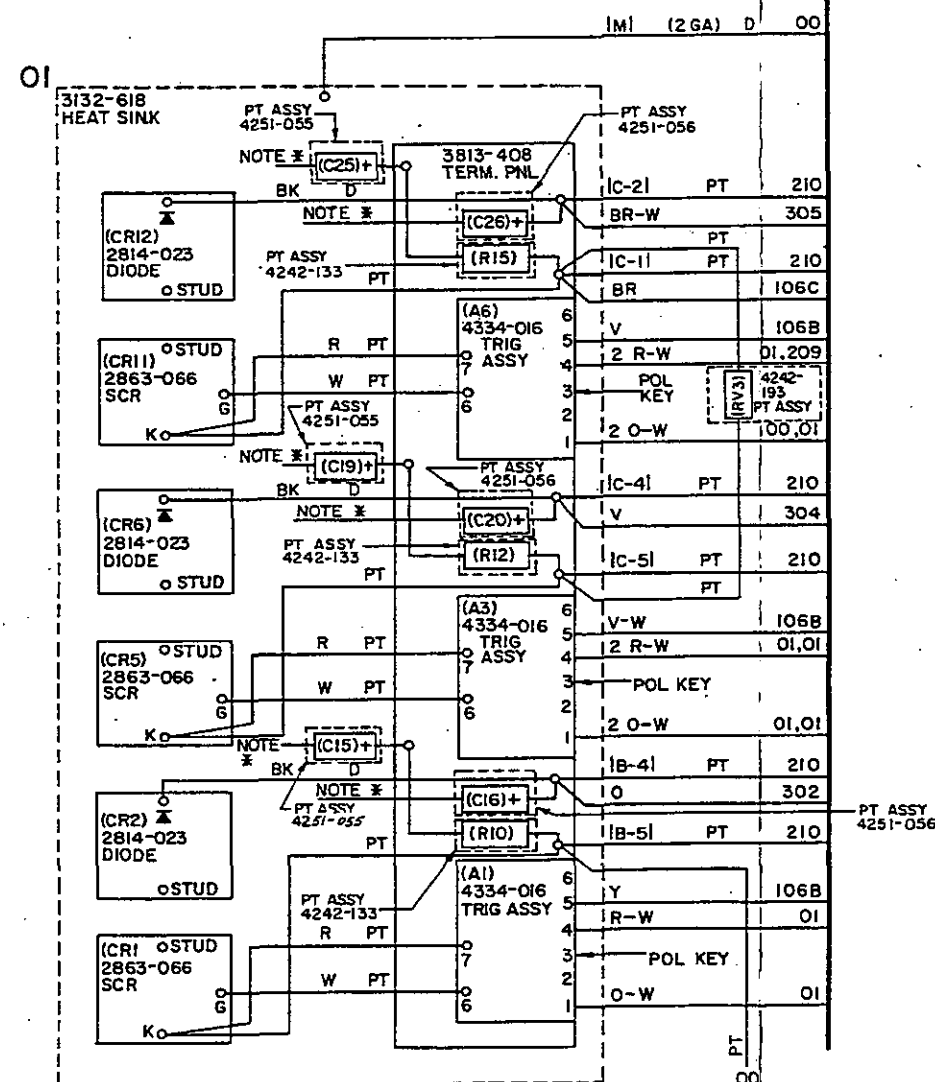 |M| (2 GA) D 00
01
3132-618
HEAT SINK
PT ASSY
4251-055
PT ASSY
4251-056
NOTE *
(C25)+
3813-408
TERM. PNL
BK D
|C-2| PT 210
NOTE *
(C26)+
BR-W 305
(CR12)
2814-023
DIODE
STUD
PT ASSY
4242-133
(R15)
PT
PT
|C-1| PT 210
BR 106C
(A6)
4334-016
TRIG
ASSY
6
5
4
3
2
1
7
6
V 106B
2 R-W 01,209
POL
KEY
(RV3)
4242-
193
PT ASSY
2 O-W 00,01
STUD
(CR11)
2863-066
SCR
R PT
W PT
G
K
PT ASSY
4251-055
NOTE *
(C19)+
PT ASSY
4251-056
BK D
|C-4| PT 210
NOTE *
(C20)+
V 304
(CR6)
2814-023
DIODE
STUD
PT ASSY
4242-133
(R12)
PT
|C-5| PT 210
PT
(A3)
4334-016
TRIG
ASSY
6
5
4
3
2
1
7
6
V-W 106B
2 R-W 01,01
POL KEY
2 O-W 01,01
STUD
(CR5)
2863-066
SCR
R PT
W PT
G
K
NOTE
*
(C15)+
BK D
|B-4| PT 210
NOTE *
(C16)+
O 302
PT ASSY
4251-055
PT ASSY
4251-056
(CR2)
2814-023
DIODE
STUD
(R10)
PT
|B-5| PT 210
PT ASSY
4242-133
(A1)
4334-016
TRIG ASSY
6
5
4
3
2
1
7
6
Y 106B
R-W 01
POL KEY
O-W 01
(CR1 STUD
2863-066
SCR
R PT
W PT
G
K
PT
00